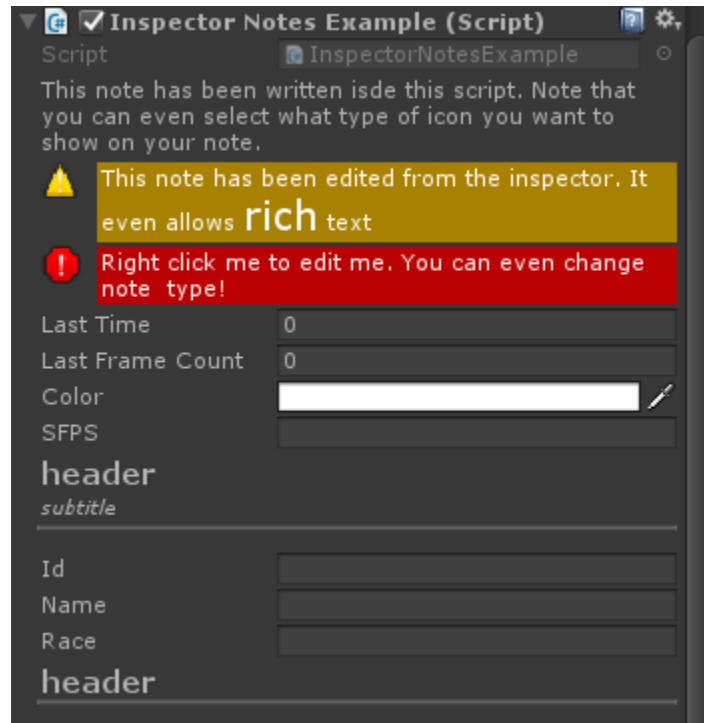 Inspector Notes Example (Script)
Script InspectorNotesExample
This note has been written isde this script. Note that
you can even select what type of icon you want to
show on your note.
This note has been edited from the inspector. It
even allows rich text
Right click me to edit me. You can even change
note type!
Last Time 0
Last Frame Count 0
Color
SFPS
header
subtitle
Id
Name
Race
header